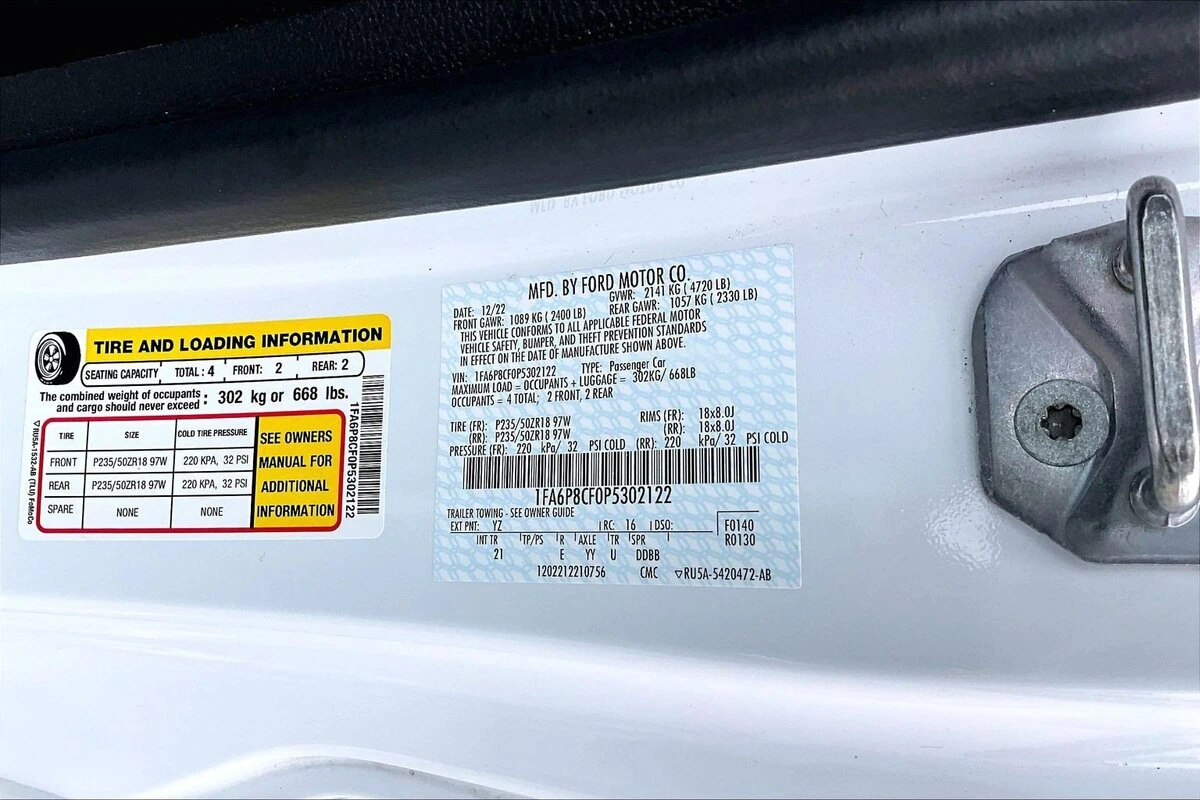 TIRE AND LOADING INFORMATION
SEATING CAPACITY TOTAL : 4 FRONT: 2 REAR: 2
The combined weight of occupants and cargo should never exceed : 302 kg or 668 lbs.
TIRE SIZE COLD TIRE PRESSURE
FRONT P235/50ZR18 97W 220 KPA, 32 PSI
REAR P235/50ZR18 97W 220 KPA, 32 PSI
SPARE NONE NONE
SEE OWNERS
MANUAL FOR
ADDITIONAL
INFORMATION
1FA6P8CF0P5302122
▽ RU5A-1532-AB (TLI) FoMoCo
MFD. BY FORD MOTOR CO.
DATE: 12/22 GVWR: 2141 KG ( 4720 LB)
FRONT GAWR: 1089 KG ( 2400 LB) REAR GAWR: 1057 KG ( 2330 LB)
THIS VEHICLE CONFORMS TO ALL APPLICABLE FEDERAL MOTOR
VEHICLE SAFETY, BUMPER, AND THEFT PREVENTION STANDARDS
IN EFFECT ON THE DATE OF MANUFACTURE SHOWN ABOVE.
VIN: 1FA6P8CF0P5302122 TYPE: Passenger Car
MAXIMUM LOAD = OCCUPANTS + LUGGAGE = 302KG/ 668LB
OCCUPANTS = 4 TOTAL; 2 FRONT, 2 REAR
TIRE (FR): P235/50ZR18 97W RIMS (FR): 18x8.0J
(RR): P235/50ZR18 97W (RR): 18x8.0J
PRESSURE (FR): 220 kPa/ 32 PSI COLD (RR): 220 kPa/ 32 PSI COLD
1FA6P8CF0P5302122
TRAILER TOWING - SEE OWNER GUIDE
EXT PNT: YZ RC: 16 DSO: F0140
INT TR TP/PS R AXLE TR SPR R0130
21 E YY U DDBB
1202212210756 CMC ▽RU5A-5420472-AB